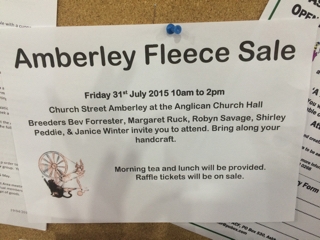 Amberley Fleece Sale
Friday 31st July 2015 10am to 2pm
Church Street Amberley at the Anglican Church Hall
Breeders Bev Forrester, Margaret Ruck, Robyn Savage, Shirley
Peddie, & Janice Winter invite you to attend. Bring along your
handcraft.
Morning tea and lunch will be provided.
Raffle tickets will be on sale.